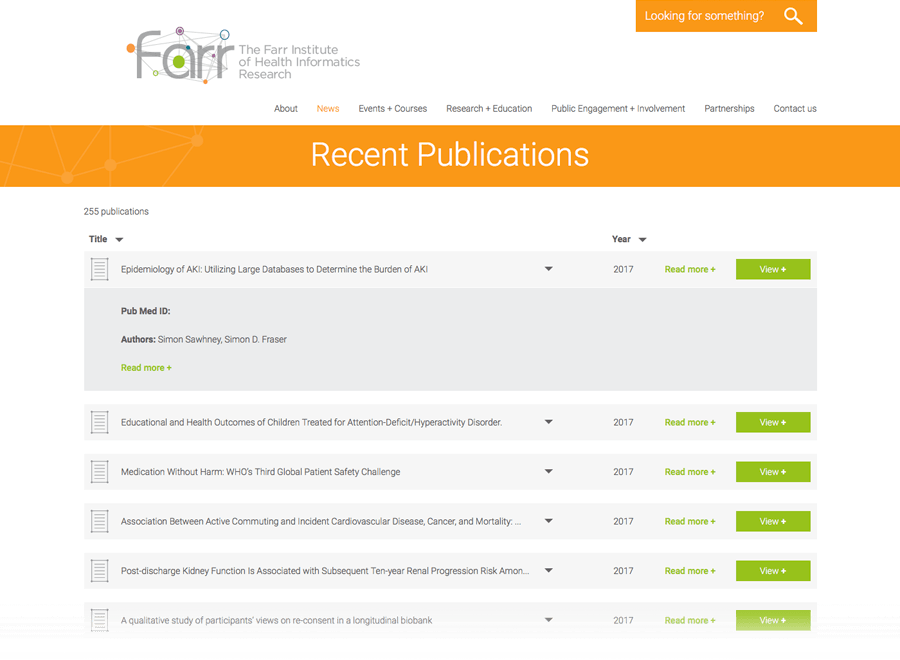 Looking for something?
Farr
The Farr Institute
of Health Informatics
Research
About News Events + Courses Research + Education Public Engagement + Involvement Partnerships Contact us
Recent Publications
255 publications
Title Year
Epidemiology of AKI: Utilizing Large Databases to Determine the Burden of AKI 2017 Read more + View +
Pub Med ID:
Authors: Simon Sawhney, Simon D. Fraser
Read more +
Educational and Health Outcomes of Children Treated for Attention-Deficit/Hyperactivity Disorder. 2017 Read more + View +
Medication Without Harm: WHO's Third Global Patient Safety Challenge 2017 Read more + View +
Association Between Active Commuting and Incident Cardiovascular Disease, Cancer, and Mortality: ... 2017 Read more + View +
Post-discharge Kidney Function Is Associated with Subsequent Ten-year Renal Progression Risk Amon... 2017 Read more + View +
A qualitative study of participants' views on re-consent in a longitudinal biobank 2017 Read more + View +